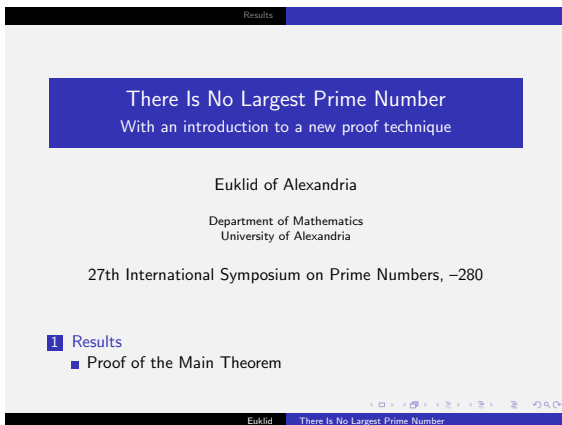 Results
There Is No Largest Prime Number
With an introduction to a new proof technique
Euklid of Alexandria
Department of Mathematics
University of Alexandria
27th International Symposium on Prime Numbers, –280
1 Results
Proof of the Main Theorem
Euklid There Is No Largest Prime Number